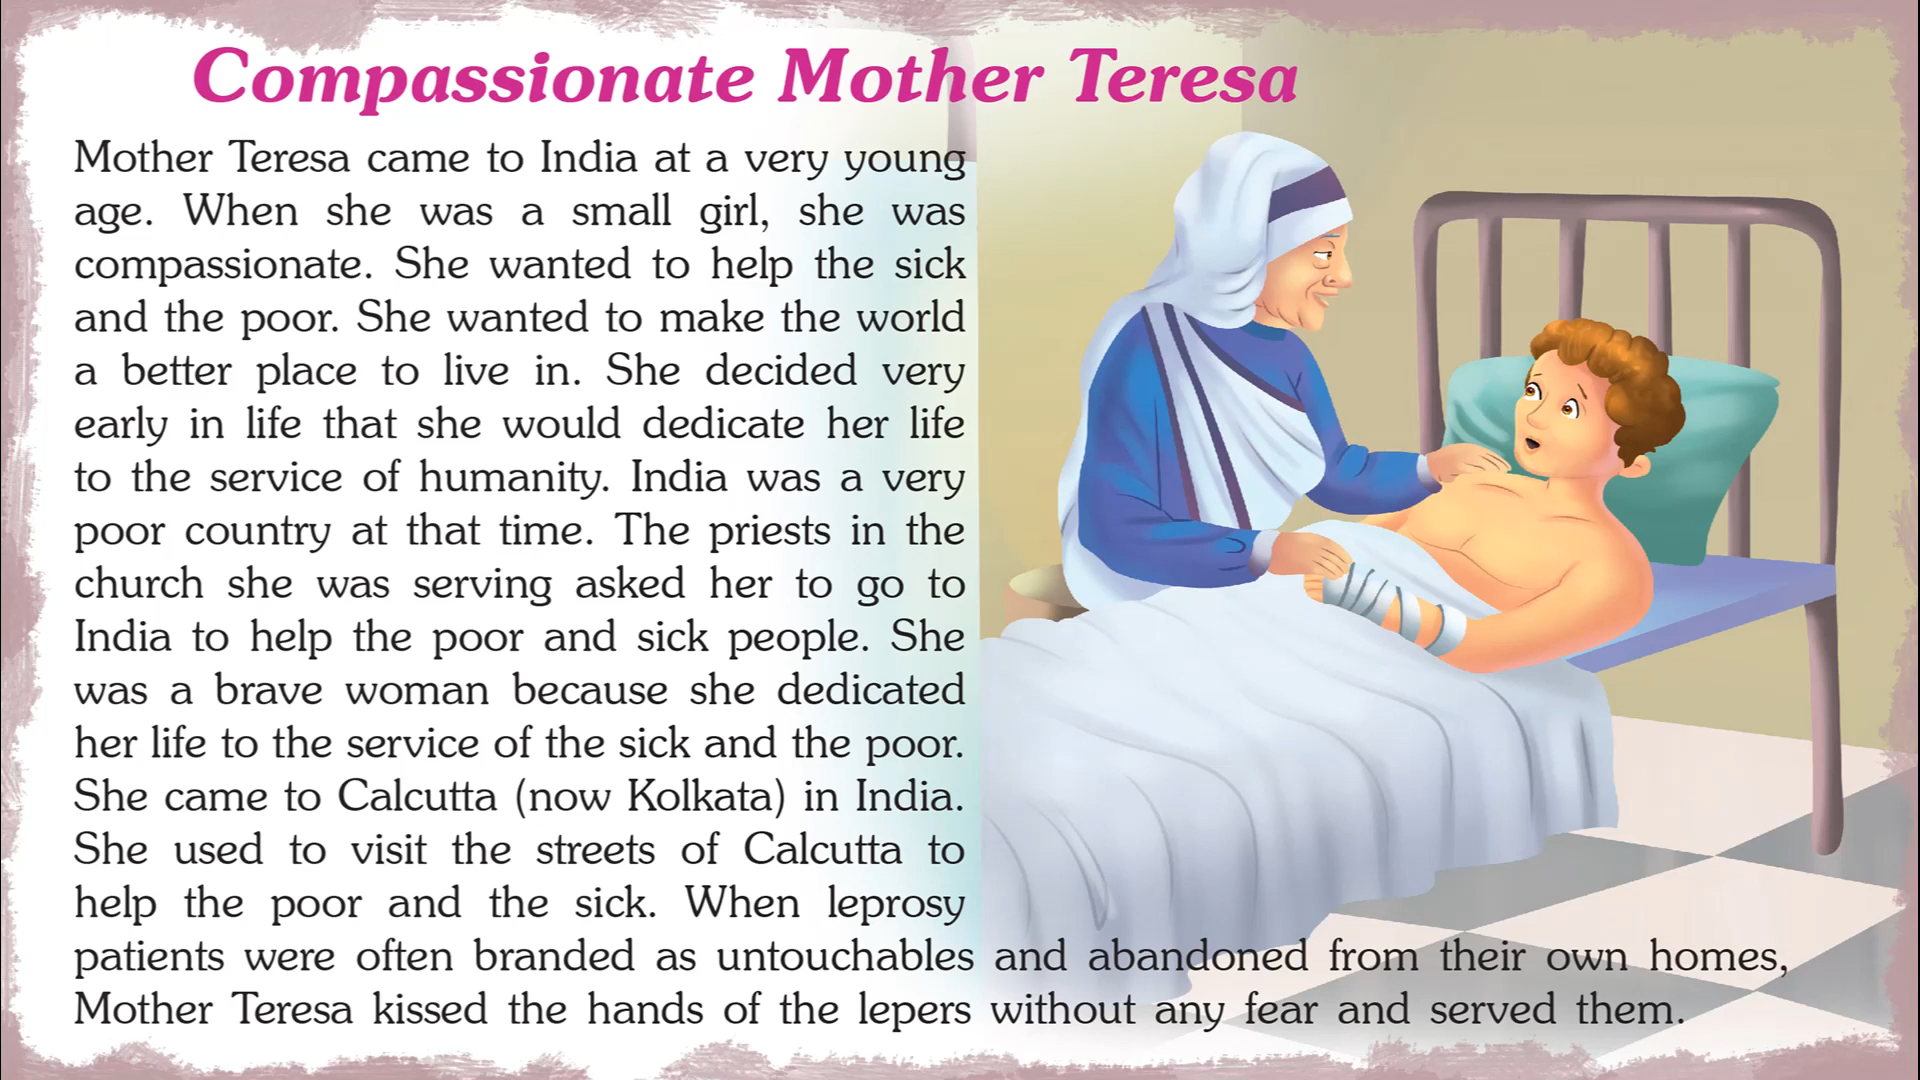 Compassionate Mother Teresa
Mother Teresa came to India at a very young
age. When she was a small girl, she was
compassionate. She wanted to help the sick
and the poor. She wanted to make the world
a better place to live in. She decided very
early in life that she would dedicate her life
to the service of humanity. India was a very
poor country at that time. The priests in the
church she was serving asked her to go to
India to help the poor and sick people. She
was a brave woman because she dedicated
her life to the service of the sick and the poor.
She came to Calcutta (now Kolkata) in India.
She used to visit the streets of Calcutta to
help the poor and the sick. When leprosy
patients were often branded as untouchables and abandoned from their own homes,
Mother Teresa kissed the hands of the lepers without any fear and served them.